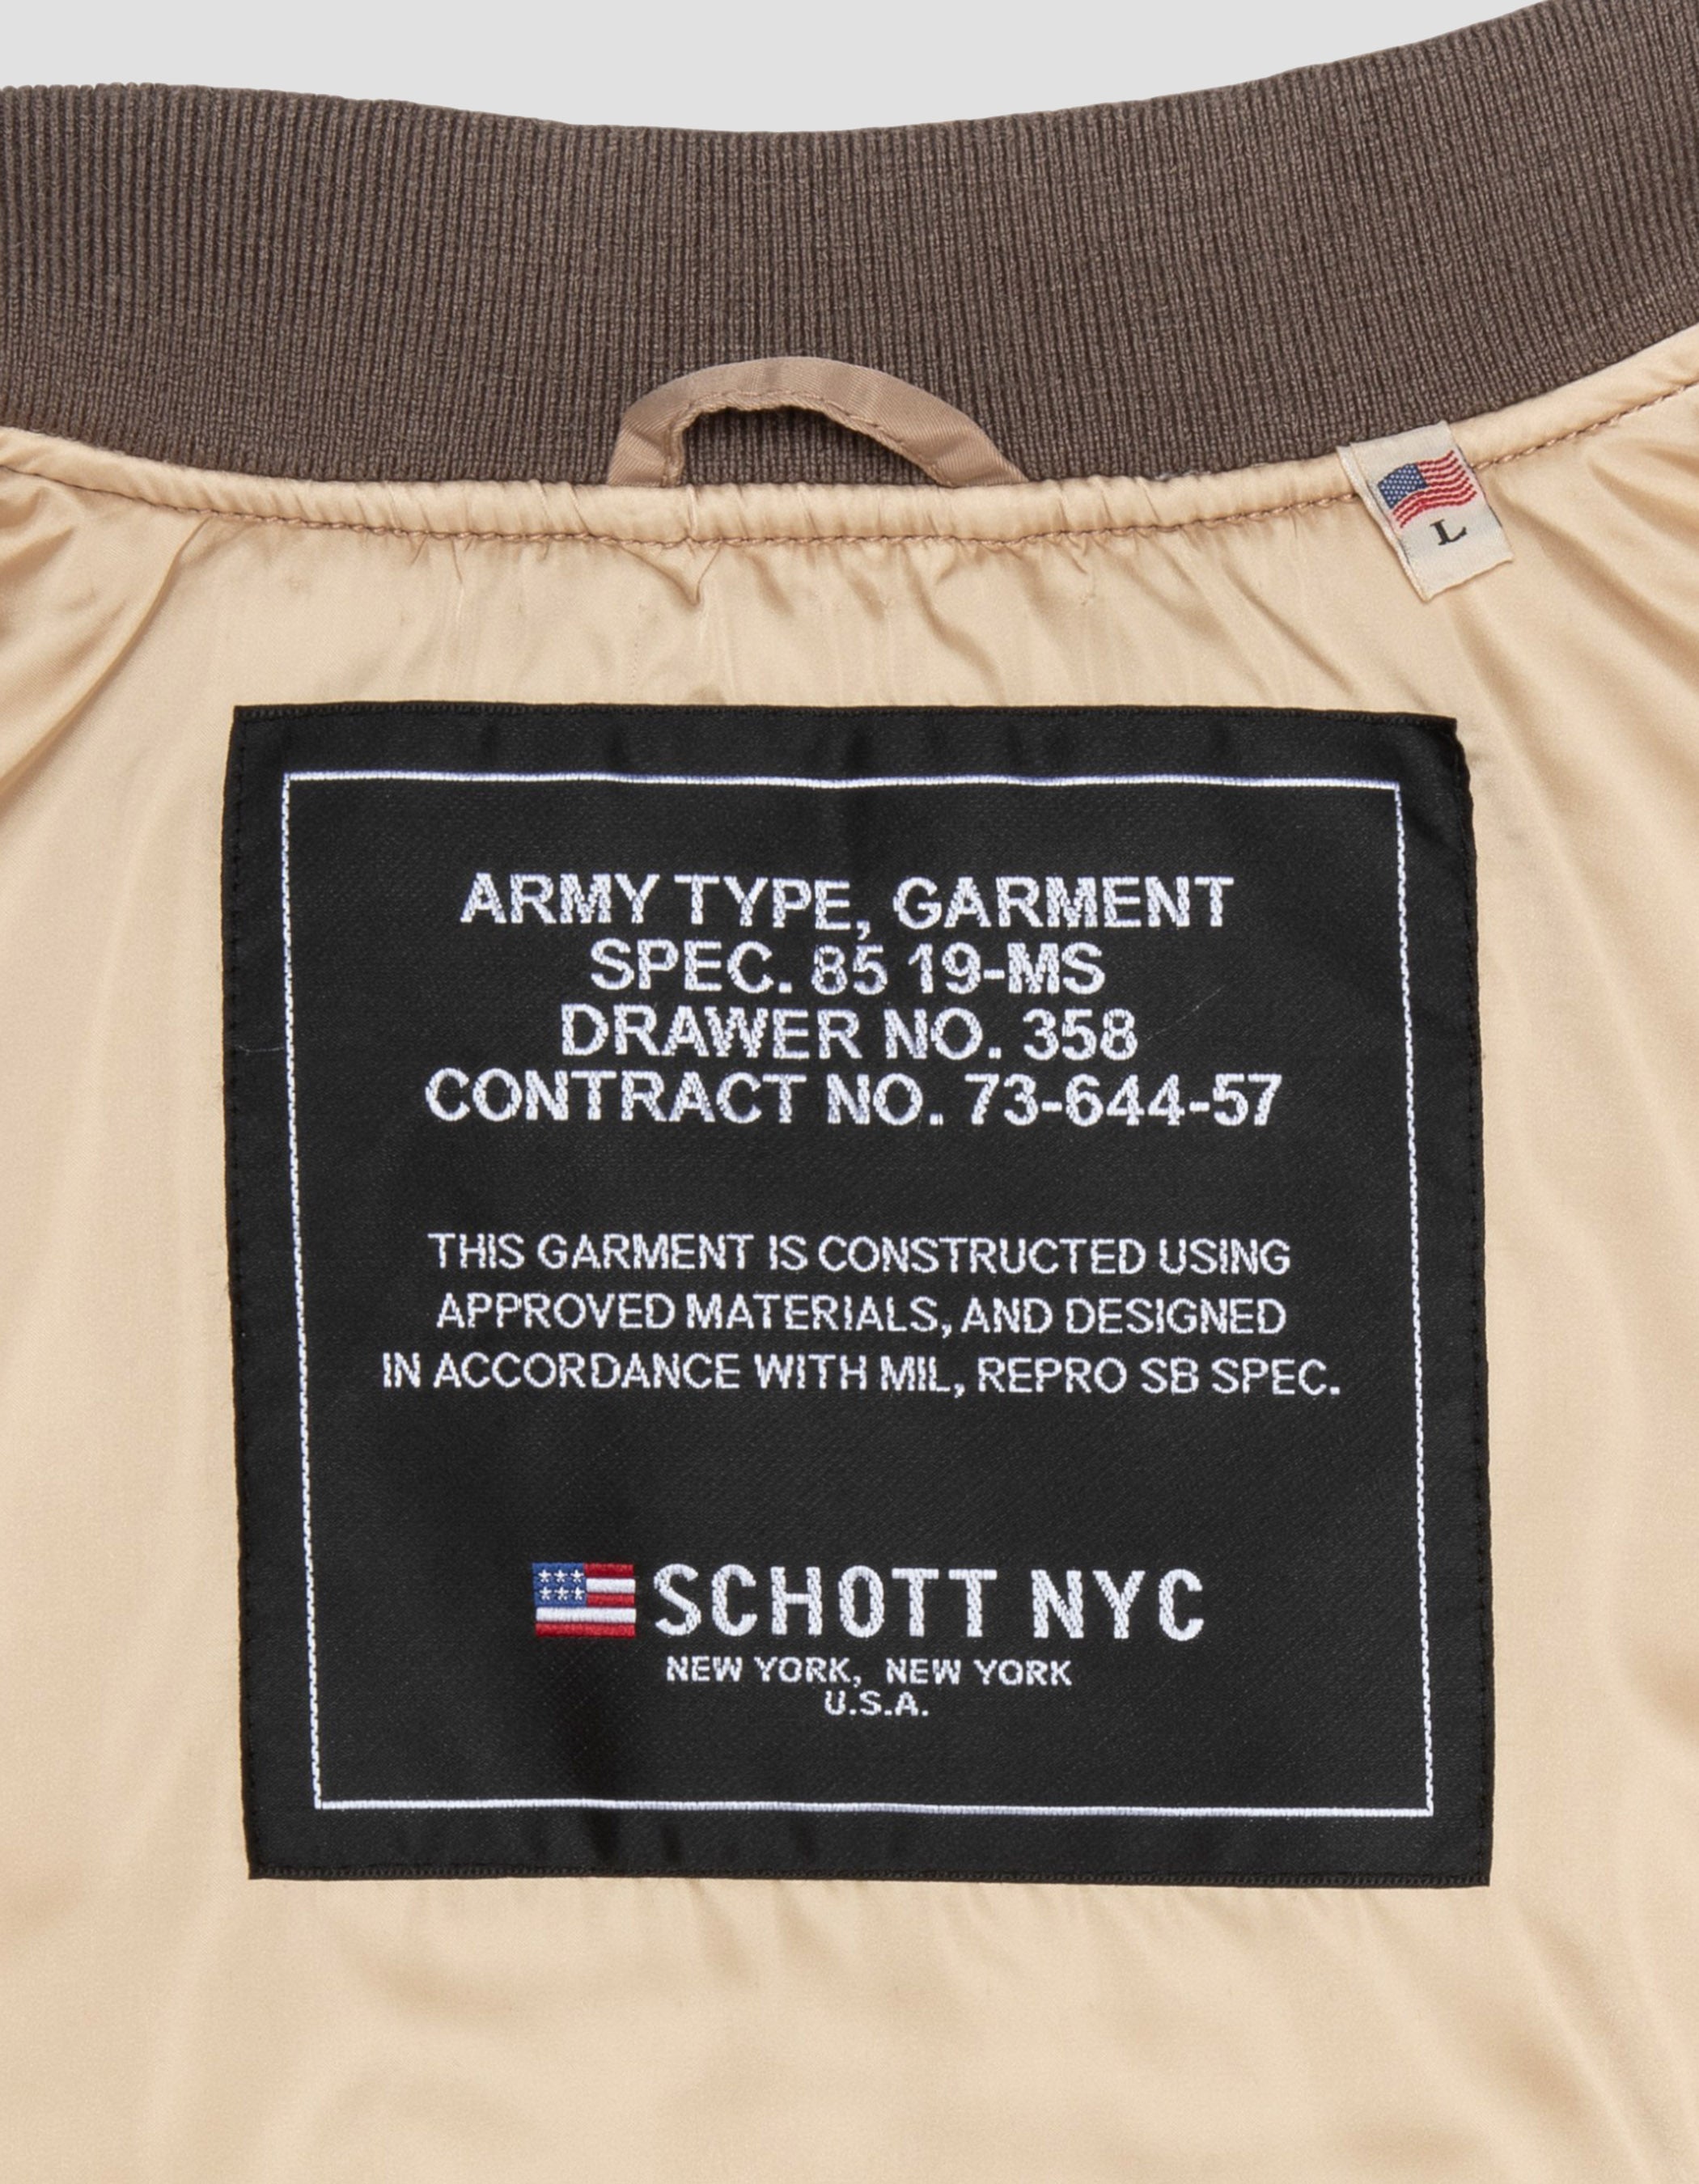 L
ARMY TYPE, GARMENT
SPEC. 85 19-MS
DRAWER NO. 358
CONTRACT NO. 73-644-57
THIS GARMENT IS CONSTRUCTED USING
APPROVED MATERIALS, AND DESIGNED
IN ACCORDANCE WITH MIL, REPRO SB SPEC.
SCHOTT NYC
NEW YORK, NEW YORK
U.S.A.